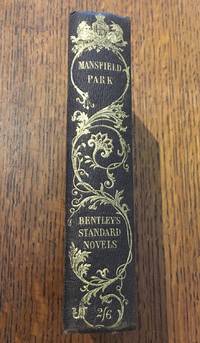 MANSFIELD
PARK
BENTLEY'S
STANDARD
NOVELS
2/6